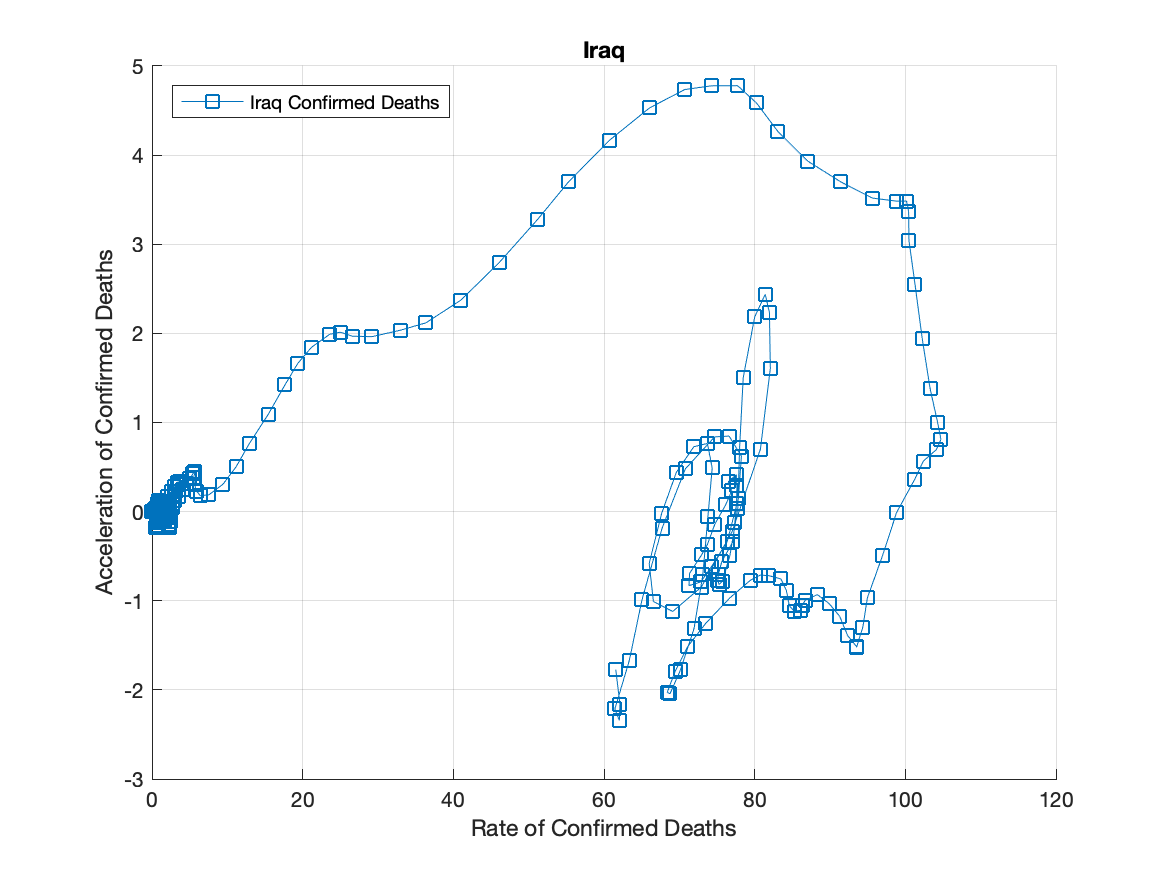 Iraq
Iraq Confirmed Deaths
5
4
3
2
1
0
-1
-2
-3
Acceleration of Confirmed Deaths
0 20 40 60 80 100 120
Rate of Confirmed Deaths